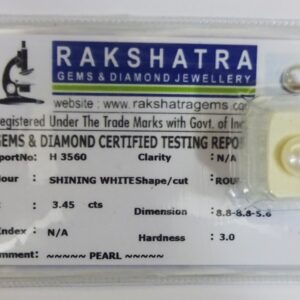 RAKSHATRA
GEMS & DIAMOND JEWELLERY
website : www.rakshatragems.com
egistered Under The Trade Marks with Govt. of In
GEMS & DIAMOND CERTIFIED TESTING REPO
portNo: H 3560 Clarity : N/A
our : SHINING WHITE Shape/cut : ROU
: 3.45 cts Dimension : 8.8-8.8-5.6
Index : N/A Hardness : 3.0
mment: ~~~~~ PEARL ~~~~~